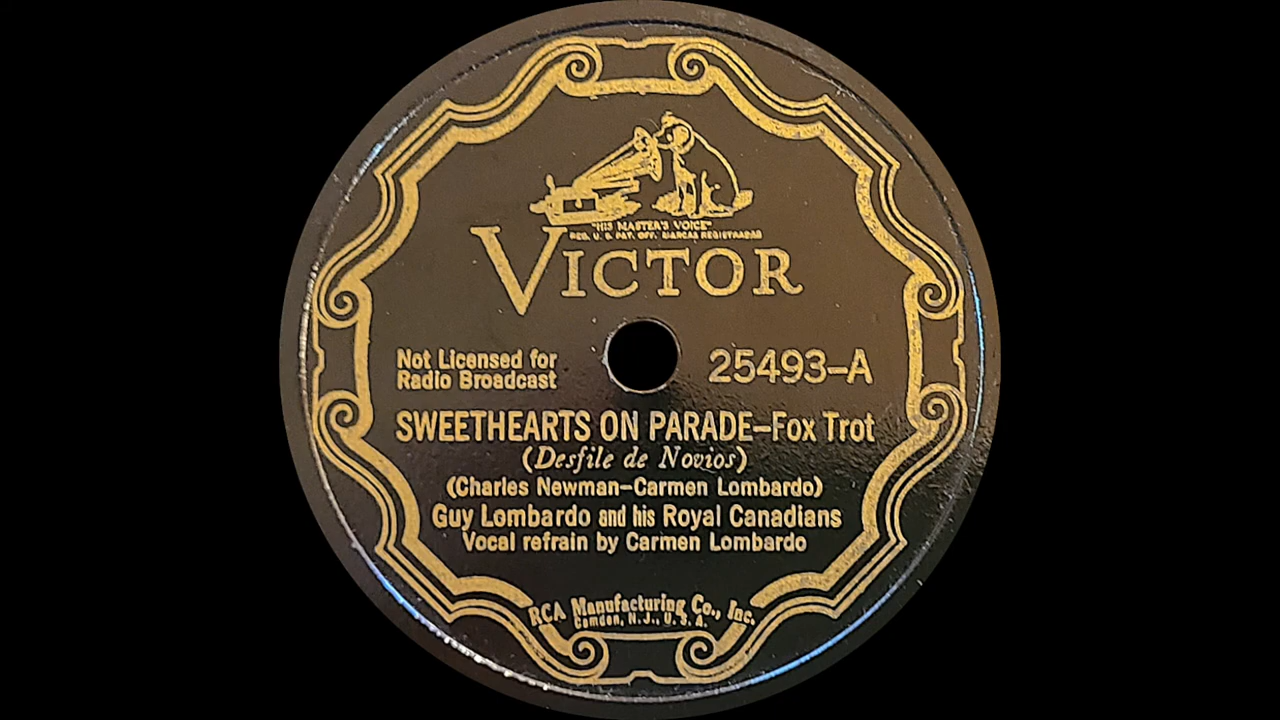 "HIS MASTER'S VOICE"
REG. U. S. PAT. OFF. MARCAS REGISTRADAS
VICTOR
Not Licensed for
Radio Broadcast
25493-A
SWEETHEARTS ON PARADE-Fox Trot
(Desfile de Novios)
(Charles Newman-Carmen Lombardo)
Guy Lombardo and his Royal Canadians
Vocal refrain by Carmen Lombardo
RCA Manufacturing Co., Inc.
Camden, N. J., U. S. A.